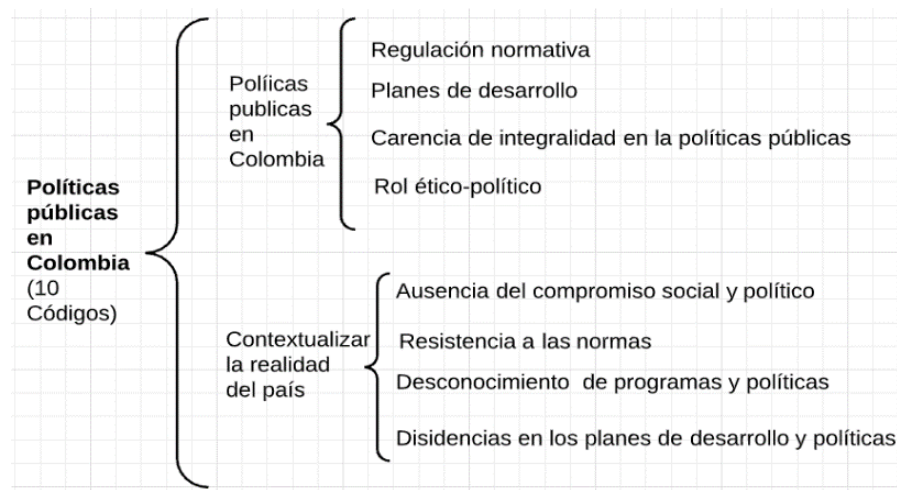 Políticas
públicas
en
Colombia
(10
Códigos)
Políicas
publicas
en
Colombia
Regulación normativa
Planes de desarrollo
Carencia de integralidad en la políticas públicas
Rol ético-político
Contextualizar
la realidad
del país
Ausencia del compromiso social y político
Resistencia a las normas
Desconocimiento de programas y políticas
Disidencias en los planes de desarrollo y políticas